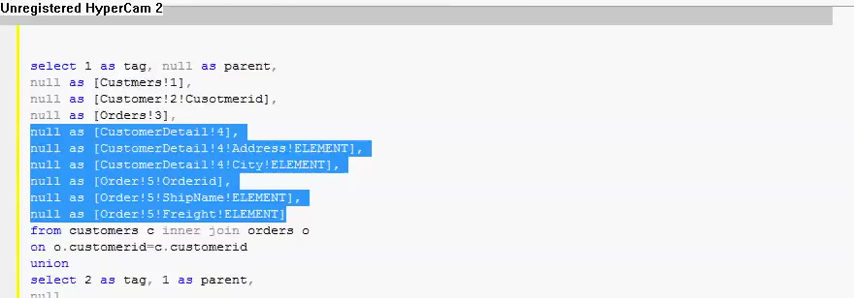 Unregistered HyperCam 2
select 1 as tag, null as parent,
null as [Custmers!1],
null as [Customer!2!Cusotmerid],
null as [Orders!3],
null as [CustomerDetail!4],
null as [CustomerDetail!4!Address!ELEMENT],
null as [CustomerDetail!4!City!ELEMENT],
null as [Order!5!Orderid],
null as [Order!5!ShipName!ELEMENT],
null as [Order!5!Freight!ELEMENT]
from customers c inner join orders o
on o.customerid=c.customerid
union
select 2 as tag, 1 as parent,
null